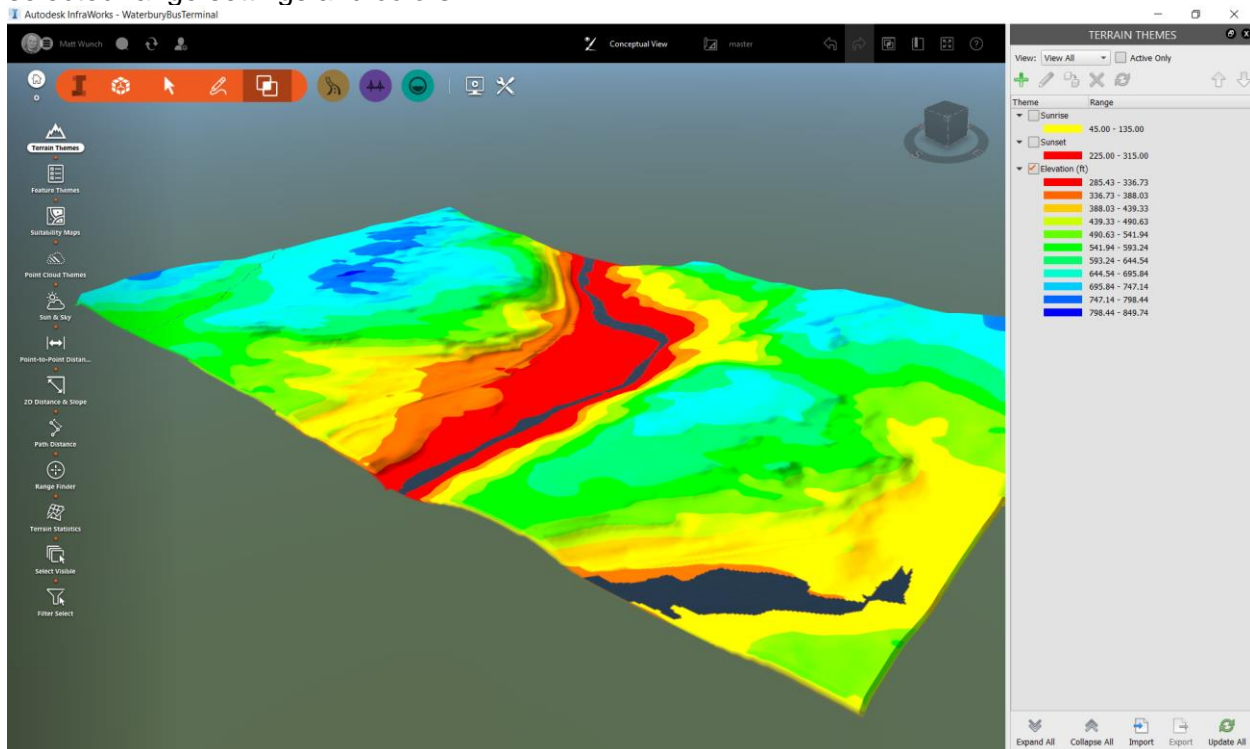 selected range settings and colors
Autodesk InfraWorks - WaterburyBusTerminal
Matt Wunch
Conceptual View
master
TERRAIN THEMES
View: View All Active Only
Theme Range
Sunrise
45.00 - 135.00
Sunset
225.00 - 315.00
Elevation (ft)
285.43 - 336.73
336.73 - 388.03
388.03 - 439.33
439.33 - 490.63
490.63 - 541.94
541.94 - 593.24
593.24 - 644.54
644.54 - 695.84
695.84 - 747.14
747.14 - 798.44
798.44 - 849.74
Terrain Themes
Feature Themes
Suitability Maps
Point Cloud Themes
Sun & Sky
Point-to-Point Distan...
2D Distance & Slope
Path Distance
Range Finder
Terrain Statistics
Select Visible
Filter Select
Expand All Collapse All Import Export Update All